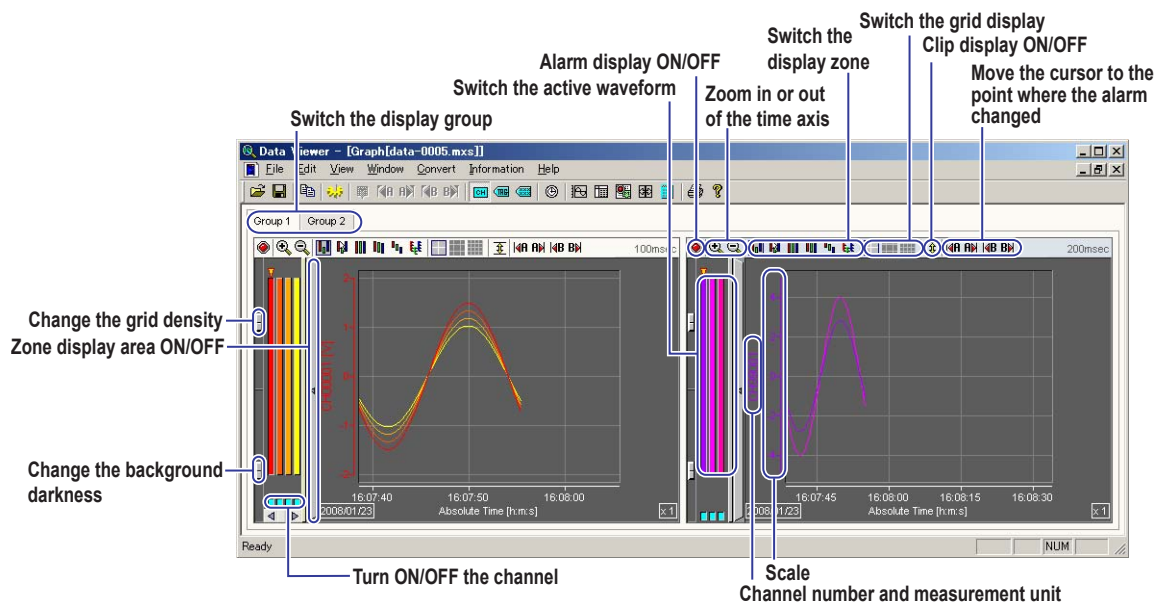 Switch the grid display
Switch the
display zone
Clip display ON/OFF
Alarm display ON/OFF
Move the cursor to the
point where the alarm
changed
Switch the active waveform
Zoom in or out
of the time axis
Switch the display group
Data Viewer - [Graph[data-0005.mxs]]
File Edit View Window Convert Information Help
Group 1 Group 2
100msec
200msec
Change the grid density
Zone display area ON/OFF
Change the background
darkness
2
1
0
-1
-2
CH00001 [V]
16:07:40 16:07:50 16:08:00
2008/01/23 Absolute Time [h:m:s] x 1
16:07:45 16:08:00 16:08:15 16:08:30
01/23 Absolute Time [h:m:s] x 1
Ready
NUM
Turn ON/OFF the channel
Scale
Channel number and measurement unit